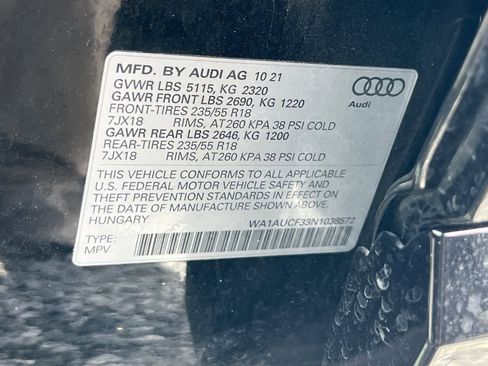 MFD. BY AUDI AG 10 21
GVWR LBS 5115, KG 2320
GAWR FRONT LBS 2690, KG 1220
FRONT-TIRES 235/55 R18
7JX18 RIMS, AT260 KPA 38 PSI COLD
GAWR REAR LBS 2646, KG 1200
REAR-TIRES 235/55 R18
7JX18 RIMS, AT260 KPA 38 PSI COLD
THIS VEHICLE CONFORMS TO ALL APPLICABLE
U.S. FEDERAL MOTOR VEHICLE SAFETY AND
THEFT PREVENTION STANDARDS IN EFFECT ON
THE DATE OF MANUFACTURE SHOWN ABOVE.
HUNGARY
WA1AUCF33N1038572
TYPE:
MPV
Audi